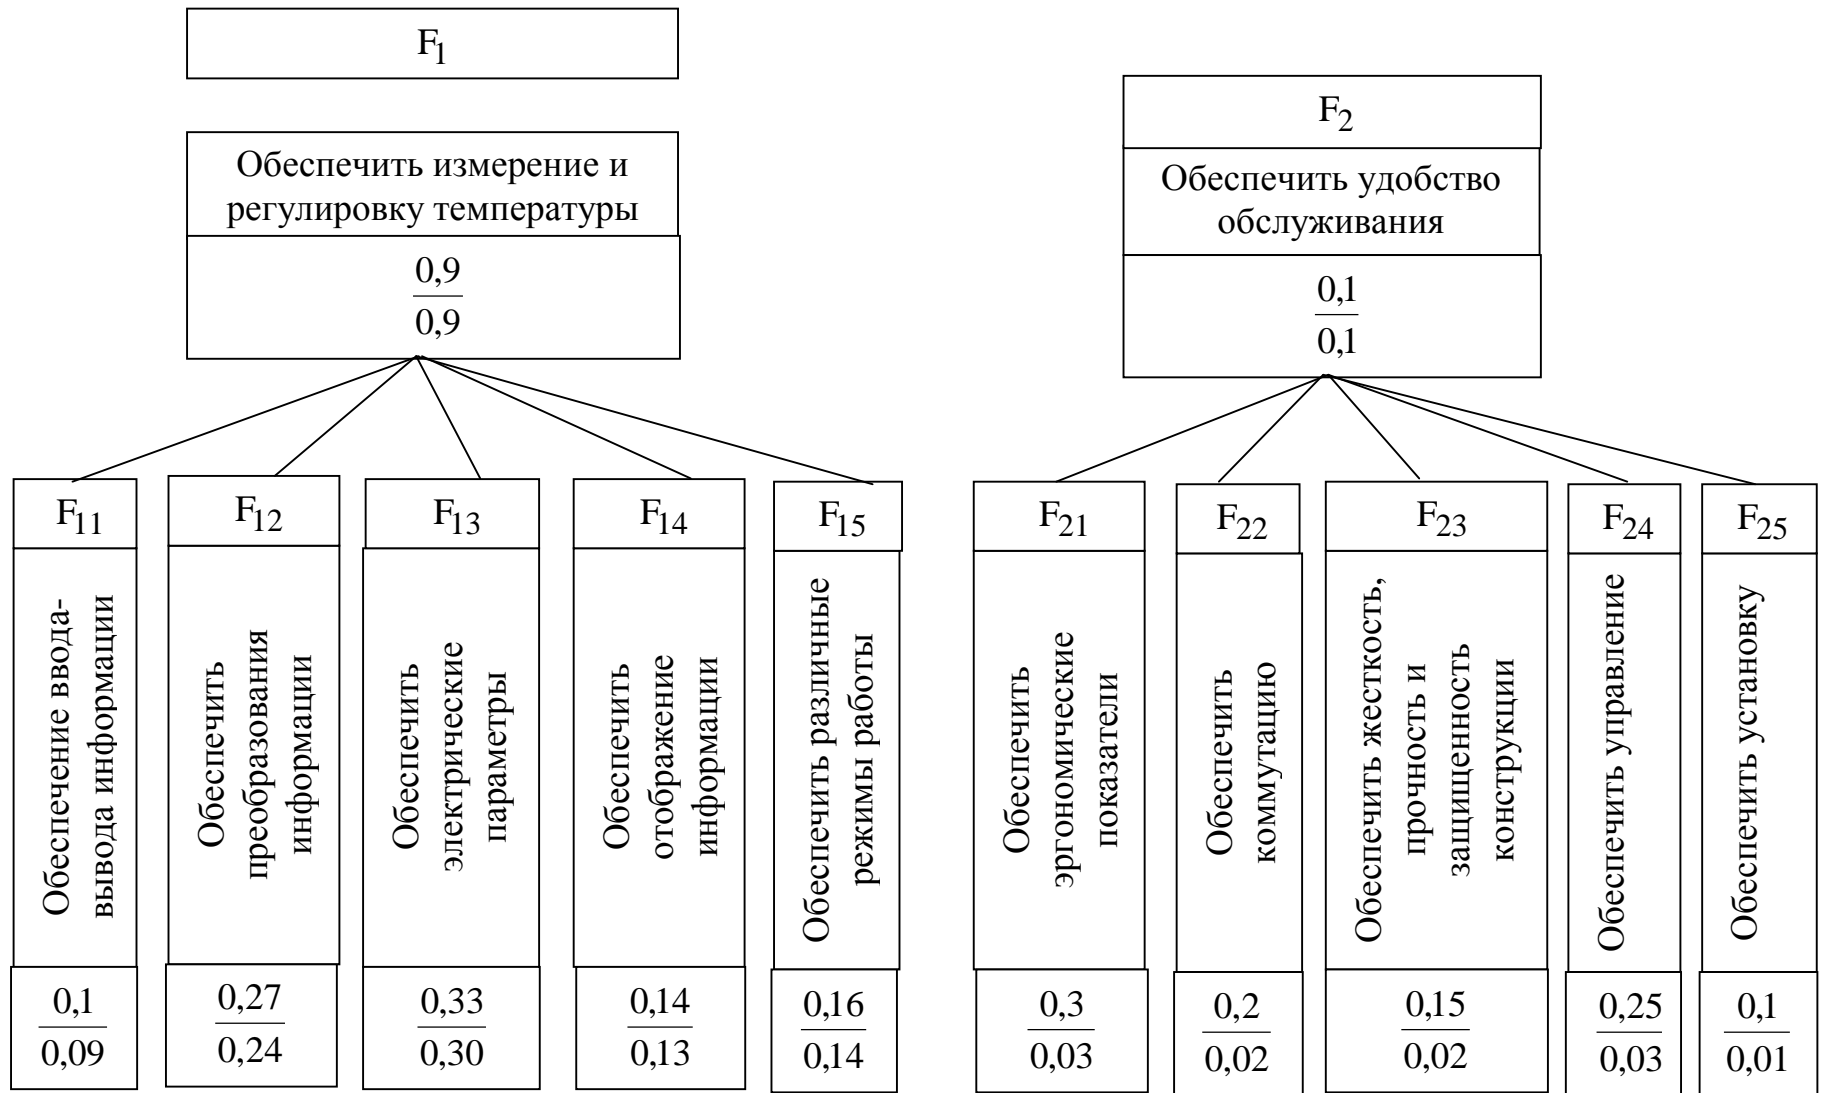 F1
Обеспечить измерение и
регулировку температуры
0,9
0,9
F2
Обеспечить удобство
обслуживания
0,1
0,1
F11
Обеспечение ввода-
вывода информации
0,1
0,09
F12
Обеспечить
преобразования
информации
0,27
0,24
F13
Обеспечить
электрические
параметры
0,33
0,30
F14
Обеспечить
отображение
информации
0,14
0,13
F15
Обеспечить различные
режимы работы
0,16
0,14
F21
Обеспечить
эргономические
показатели
0,3
0,03
F22
Обеспечить
коммутацию
0,2
0,02
F23
Обеспечить жесткость,
прочность и
защищенность
конструкции
0,15
0,02
F24
Обеспечить управление
0,25
0,03
F25
Обеспечить установку
0,1
0,01